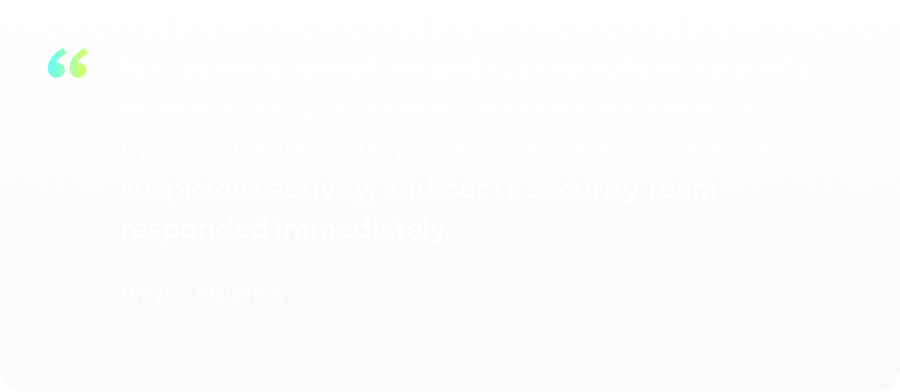 “
We recently identified and successfully mitigated a
potential security threat targeting our network
infrastructure. Our monitoring systems detected
suspicious activity, and our IT Security Team
responded immediately.
Dmytro Malakhov